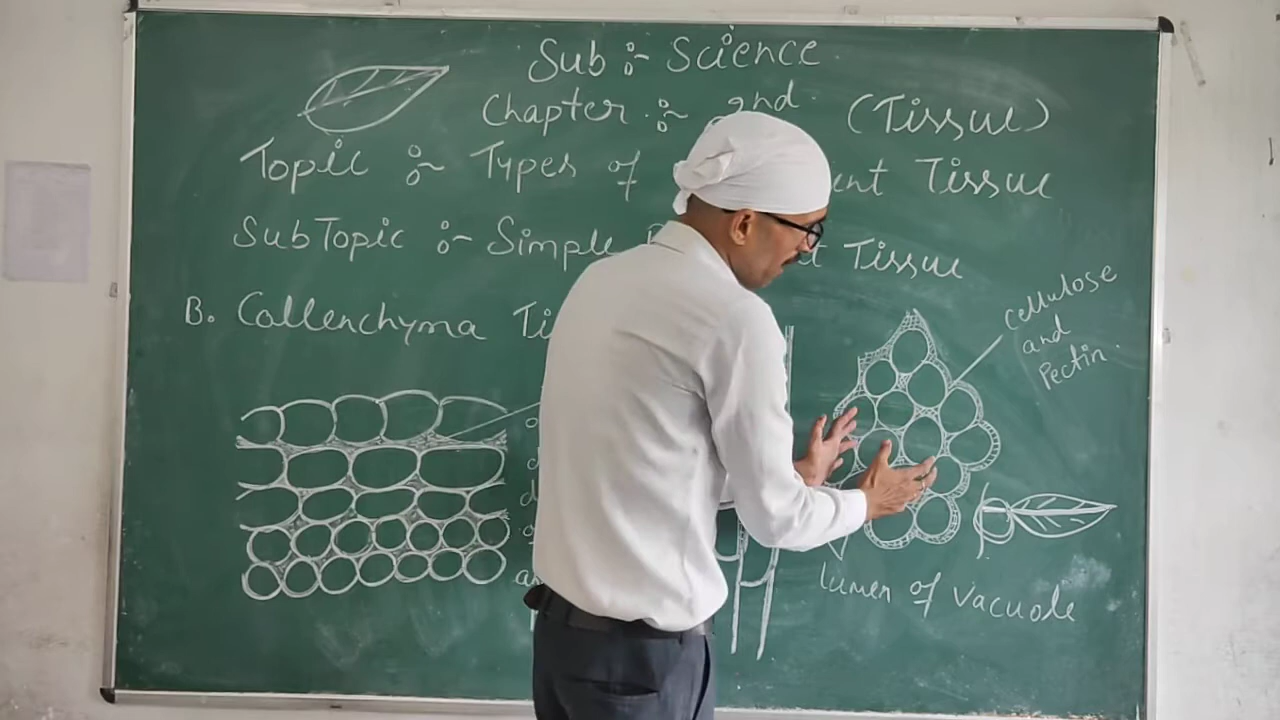 Sub :- Science
Chapter :- 2nd (Tissue)
Topic :- Types of Tissue
SubTopic :- Simple Tissue
B. Collenchyma
cellulose
and
Pectin.
Lumen of vacuole